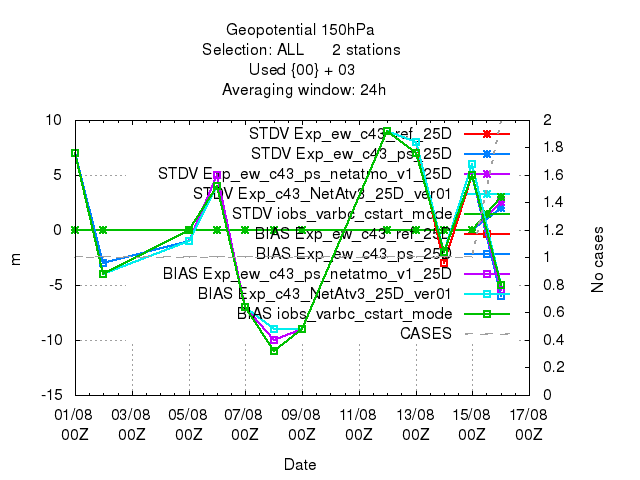 Geopotential 150hPa
Selection: ALL 2 stations
Used {00} + 03
Averaging window: 24h
10
5
0
-5
-10
-15
m
2
1.8
1.6
1.4
1.2
1
0.8
0.6
0.4
0.2
0
No cases
STDV Exp_ew_c43_ref_25D
STDV Exp_ew_c43_ps_25D
STDV Exp_ew_c43_ps_netatmo_v1_25D
STDV Exp_c43_NetAtv3_25D_ver01
STDV iobs_varbc_cstart_mode
BIAS Exp_ew_c43_ref_25D
BIAS Exp_ew_c43_ps_25D
BIAS Exp_ew_c43_ps_netatmo_v1_25D
BIAS Exp_c43_NetAtv3_25D_ver01
BIAS iobs_varbc_cstart_mode
CASES
01/08 03/08 05/08 07/08 09/08 11/08 13/08 15/08 17/08
00Z 00Z 00Z 00Z 00Z 00Z 00Z 00Z 00Z
Date